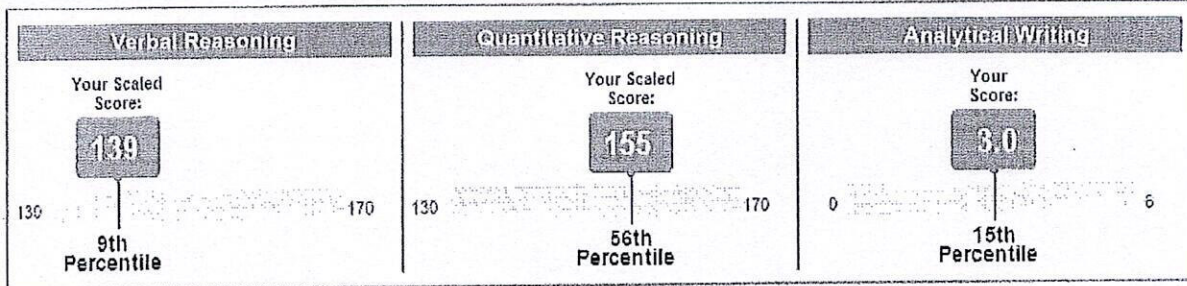 Verbal Reasoning
Your Scaled
Score:
139
130
170
9th
Percentile
Quantitative Reasoning
Your Scaled
Score:
155
130
170
56th
Percentile
Analytical Writing
Your
Score:
3.0
0
6
15th
Percentile